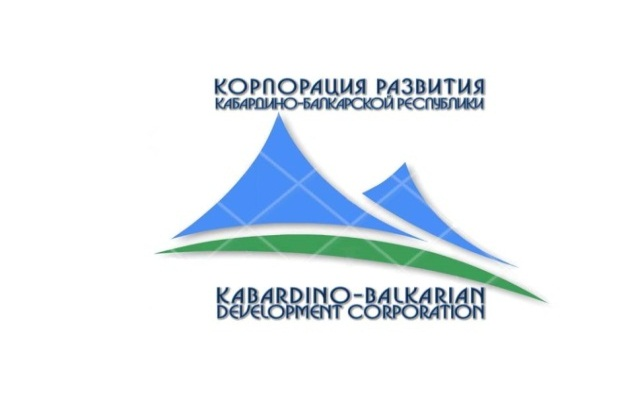 КОРПОРАЦИЯ РАЗВИТИЯ
КАБАРДИНО-БАЛКАРСКОЙ РЕСПУБЛИКИ
KABARDINO-BALKARIAN
DEVELOPMENT CORPORATION